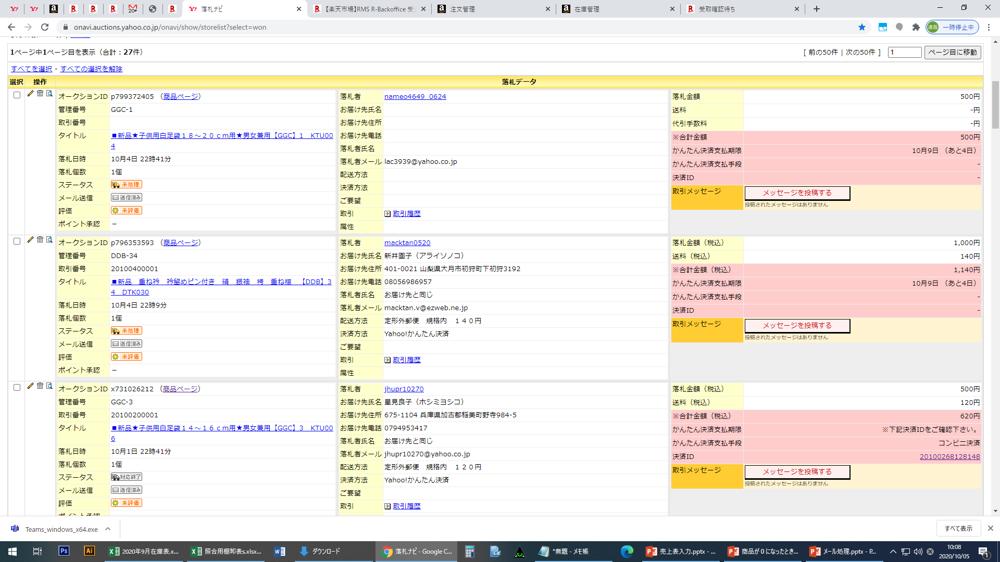 落札ナビ
【楽天市場】RMS R-Backoffice 受
注文管理
在庫管理
受取確認待ち
onavi.auctions.yahoo.co.jp/onavi/show/storelist?select=won
一時停止中
1ページ中1ページ目を表示（合計：27件）
[ 前の50件 | 次の50件 ] 1 ページ目に移動
すべてを選択 - すべての選択を解除
選択 操作 落札データ
オークションID p799372405 （商品ページ）
管理番号 GGC-1
取引番号
タイトル ■新品★子供用白足袋１８～２０ｃｍ用★男女兼用【GGC】1　KTU00
4
落札日時 10月4日 22時41分
落札個数 1個
ステータス 未処理
メール送信 送信済み
評価 未評価
ポイント承認 －
落札者 nameo4649_0624
お届け先氏名
お届け先住所
お届け先電話
落札者氏名
落札者メール lac3939@yahoo.co.jp
配送方法
決済方法
ご要望
取引 取引履歴
属性
落札金額 500円
送料 -円
代引手数料 -円
※合計金額 500円
かんたん決済支払期限 10月9日 （あと4日）
かんたん決済支払手段 -
決済ID -
取引メッセージ メッセージを投稿する
投稿されたメッセージはありません
オークションID p796353593 （商品ページ）
管理番号 DDB-34
取引番号 20100400001
タイトル ■新品　重ね衿　衿留めピン付き　絹　振袖　袴　重ね襟　【DDB】3
4　DTK030
落札日時 10月4日 22時9分
落札個数 1個
ステータス 未処理
メール送信 送信済み
評価 未評価
ポイント承認 －
落札者 macktan0520
お届け先氏名 新井園子（アライソノコ）
お届け先住所 401-0021 山梨県大月市初狩町下初狩3192
お届け先電話 08056986957
落札者氏名 お届け先と同じ
落札者メール macktan.v@ezweb.ne.jp
配送方法 定形外郵便　規格内　１４０円
決済方法 Yahoo!かんたん決済
ご要望
取引 取引履歴
属性
落札金額（税込） 1,000円
送料（税込） 140円
※合計金額（税込） 1,140円
かんたん決済支払期限 10月9日 （あと4日）
かんたん決済支払手段 -
決済ID -
取引メッセージ メッセージを投稿する
投稿されたメッセージはありません
オークションID x731026212 （商品ページ）
管理番号 GGC-3
取引番号 20100200001
タイトル ■新品★子供用白足袋１４～１６ｃｍ用★男女兼用【GGC】3　KTU00
6
落札日時 10月1日 22時41分
落札個数 1個
ステータス 対応終了
メール送信 送信済み
評価 未評価
ポイント承認
落札者 jhupr10270
お届け先氏名 星見良子（ホシミヨシコ）
お届け先住所 675-1104 兵庫県加古郡稲美町野寺984-5
お届け先電話 0794953417
落札者氏名 お届け先と同じ
落札者メール jhupr10270@yahoo.co.jp
配送方法 定形外郵便　規格内　１２０円
決済方法 Yahoo!かんたん決済
ご要望
取引 取引履歴
落札金額（税込） 500円
送料（税込） 120円
※合計金額（税込） 620円
かんたん決済支払期限 ※下記決済IDをご確認下さい。
かんたん決済支払手段 コンビニ決済
決済ID 20100268128148
取引メッセージ メッセージを投稿する
投稿されたメッセージはありません
Teams_windows_x64.exe
すべて表示
2020年9月在庫表.x...
照合用棚卸表s.xlsx...
ダウンロード
落札ナビ - Google C...
*無題 - メモ帳
売上表入力.pptx - ...
商品が０になったとき...
メール処理.pptx - P...
10:08
2020/10/05
1